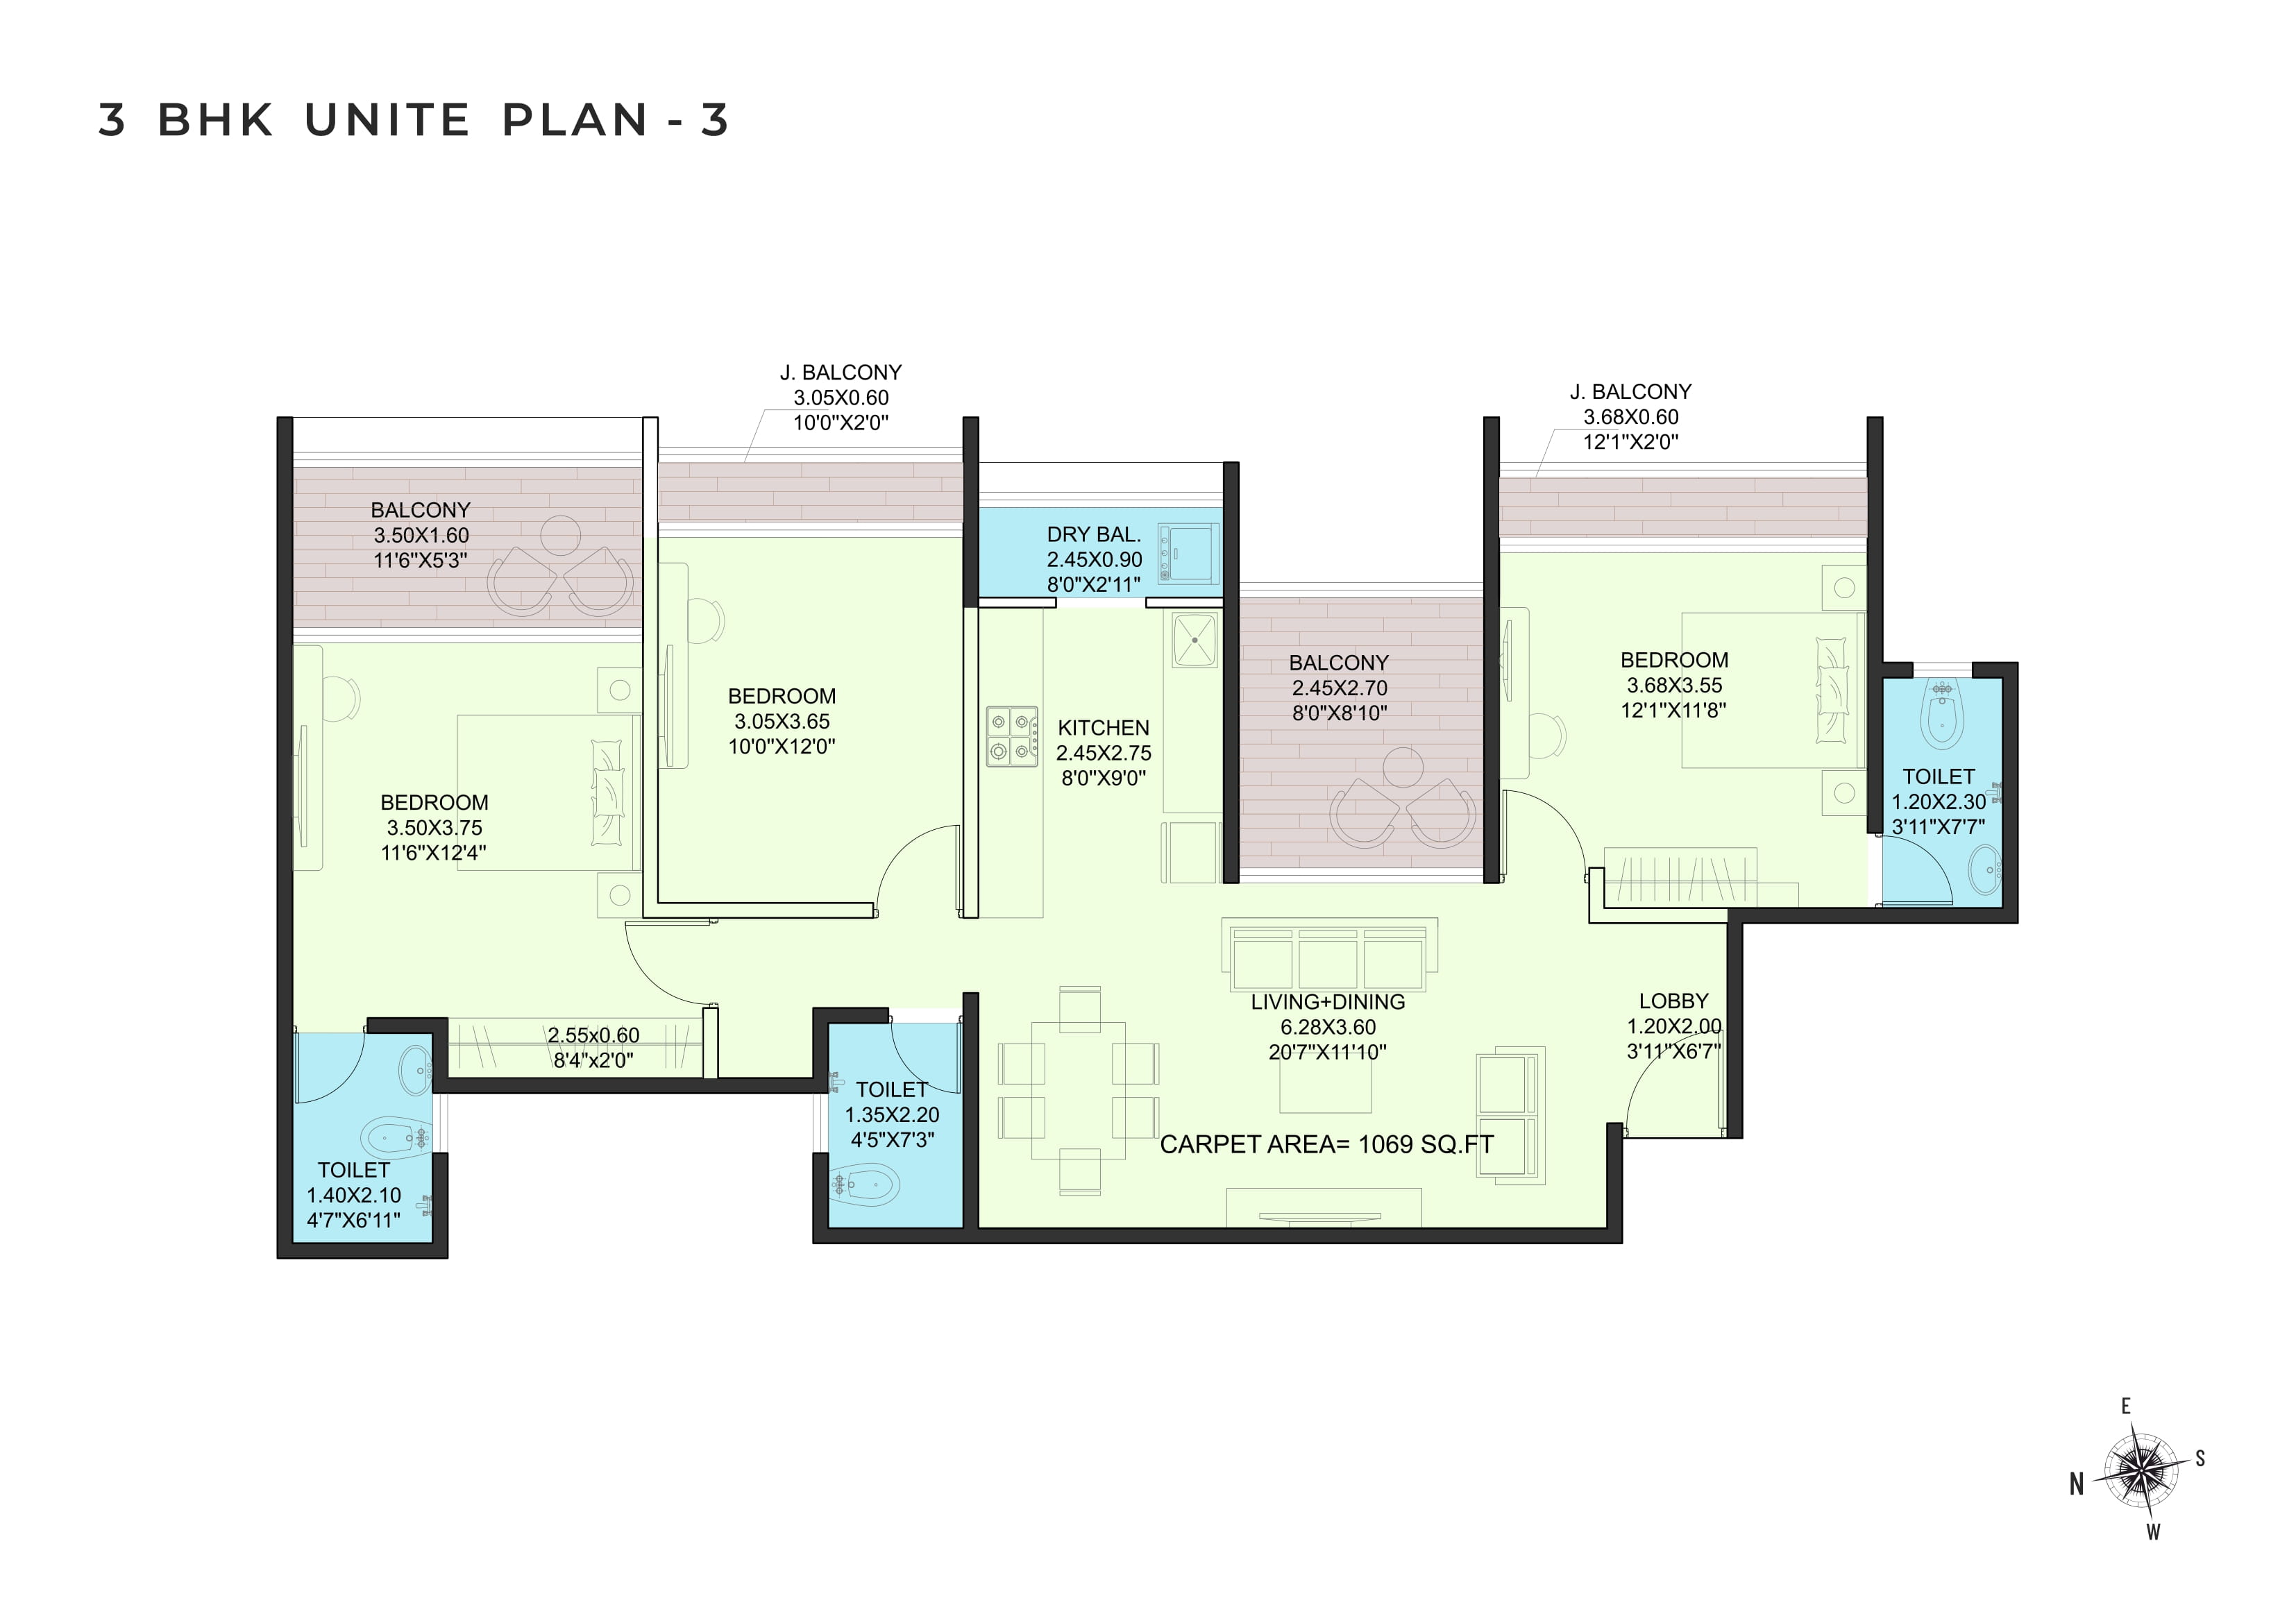 3 BHK UNITE PLAN - 3
J. BALCONY
3.05X0.60
10'0"X2'0"
J. BALCONY
3.68X0.60
12'1"X2'0"
BALCONY
3.50X1.60
11'6"X5'3"
DRY BAL.
2.45X0.90
8'0"X2'11"
BALCONY
2.45X2.70
8'0"X8'10"
BEDROOM
3.68X3.55
12'1"X11'8"
BEDROOM
3.05X3.65
10'0"X12'0"
KITCHEN
2.45X2.75
8'0"X9'0"
TOILET
1.20X2.30
3'11"X7'7"
BEDROOM
3.50X3.75
11'6"X12'4"
LIVING+DINING
6.28X3.60
20'7"X11'10"
LOBBY
1.20X2.00
3'11"X6'7"
2.55x0.60
8'4"x2'0"
TOILET
1.35X2.20
4'5"X7'3"
CARPET AREA= 1069 SQ.FT
TOILET
1.40X2.10
4'7"X6'11"
E
S
N
W